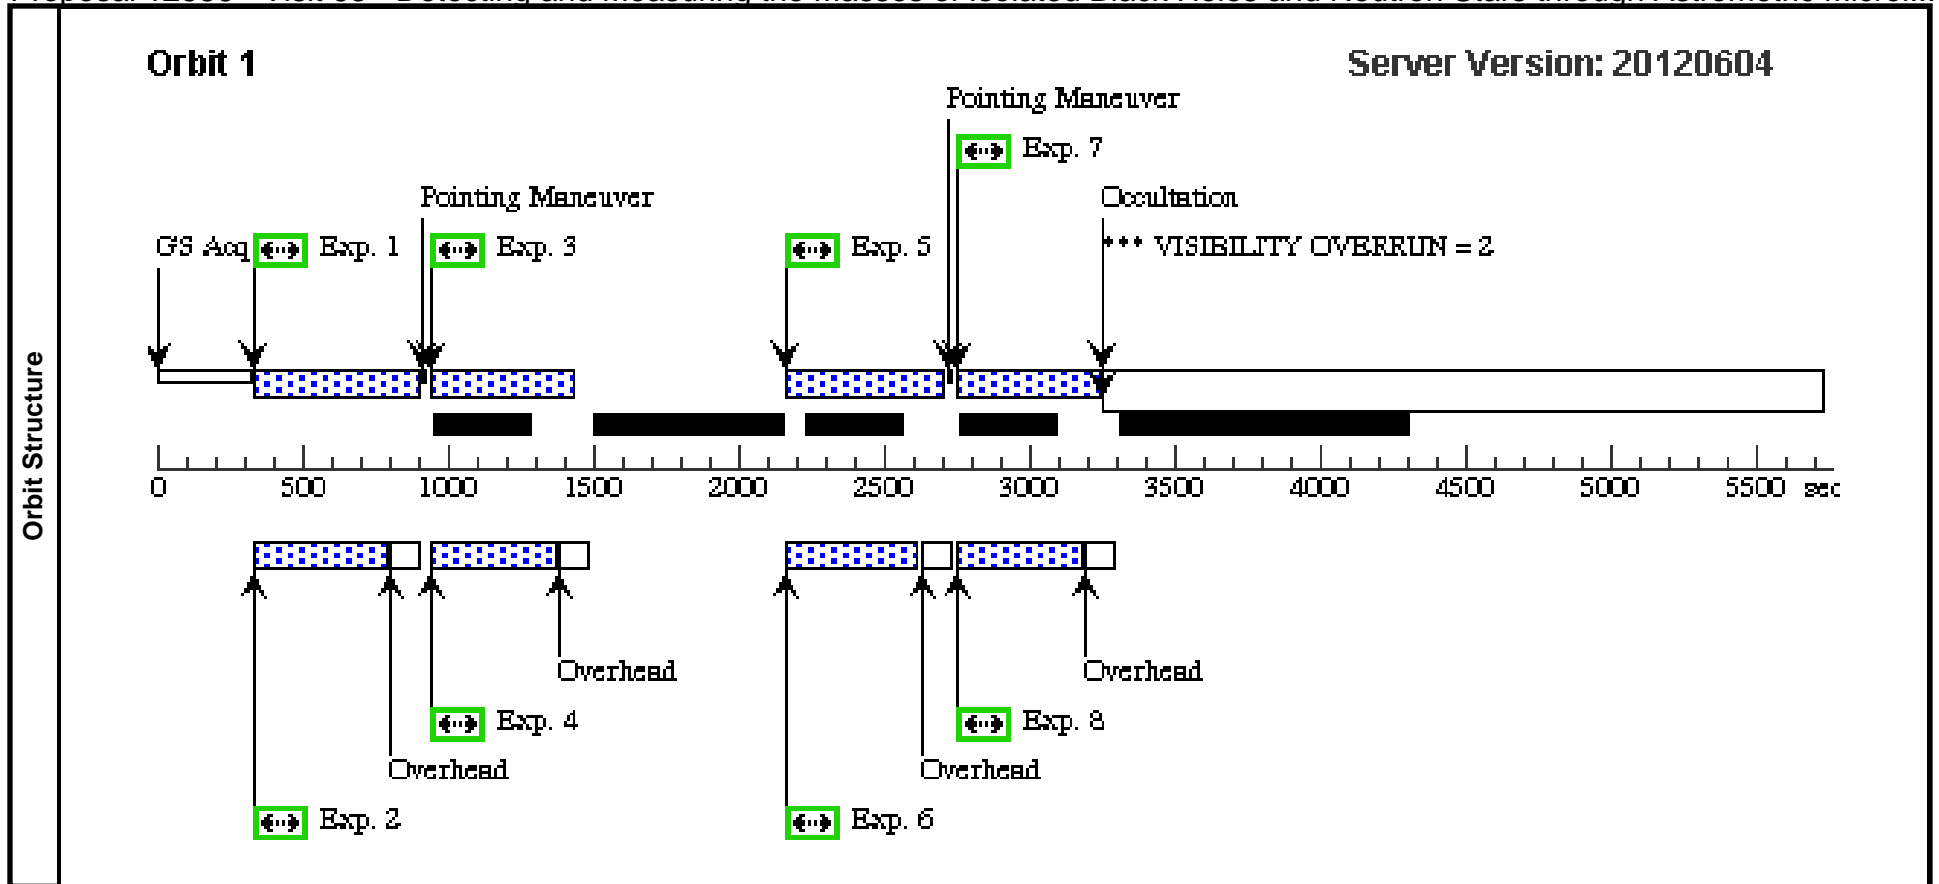 Orbit Structure
Orbit 1
Server Version: 20120604
Pointing Maneuver
Exp. 7
Pointing Maneuver
Occultation
GS Acq
Exp. 1
Exp. 3
Exp. 5
*** VISIBILITY OVERRUN = 2
0 500 1000 1500 2000 2500 3000 3500 4000 4500 5000 5500 sec
Overhead
Overhead
Exp. 4
Exp. 8
Overhead
Overhead
Exp. 2
Exp. 6